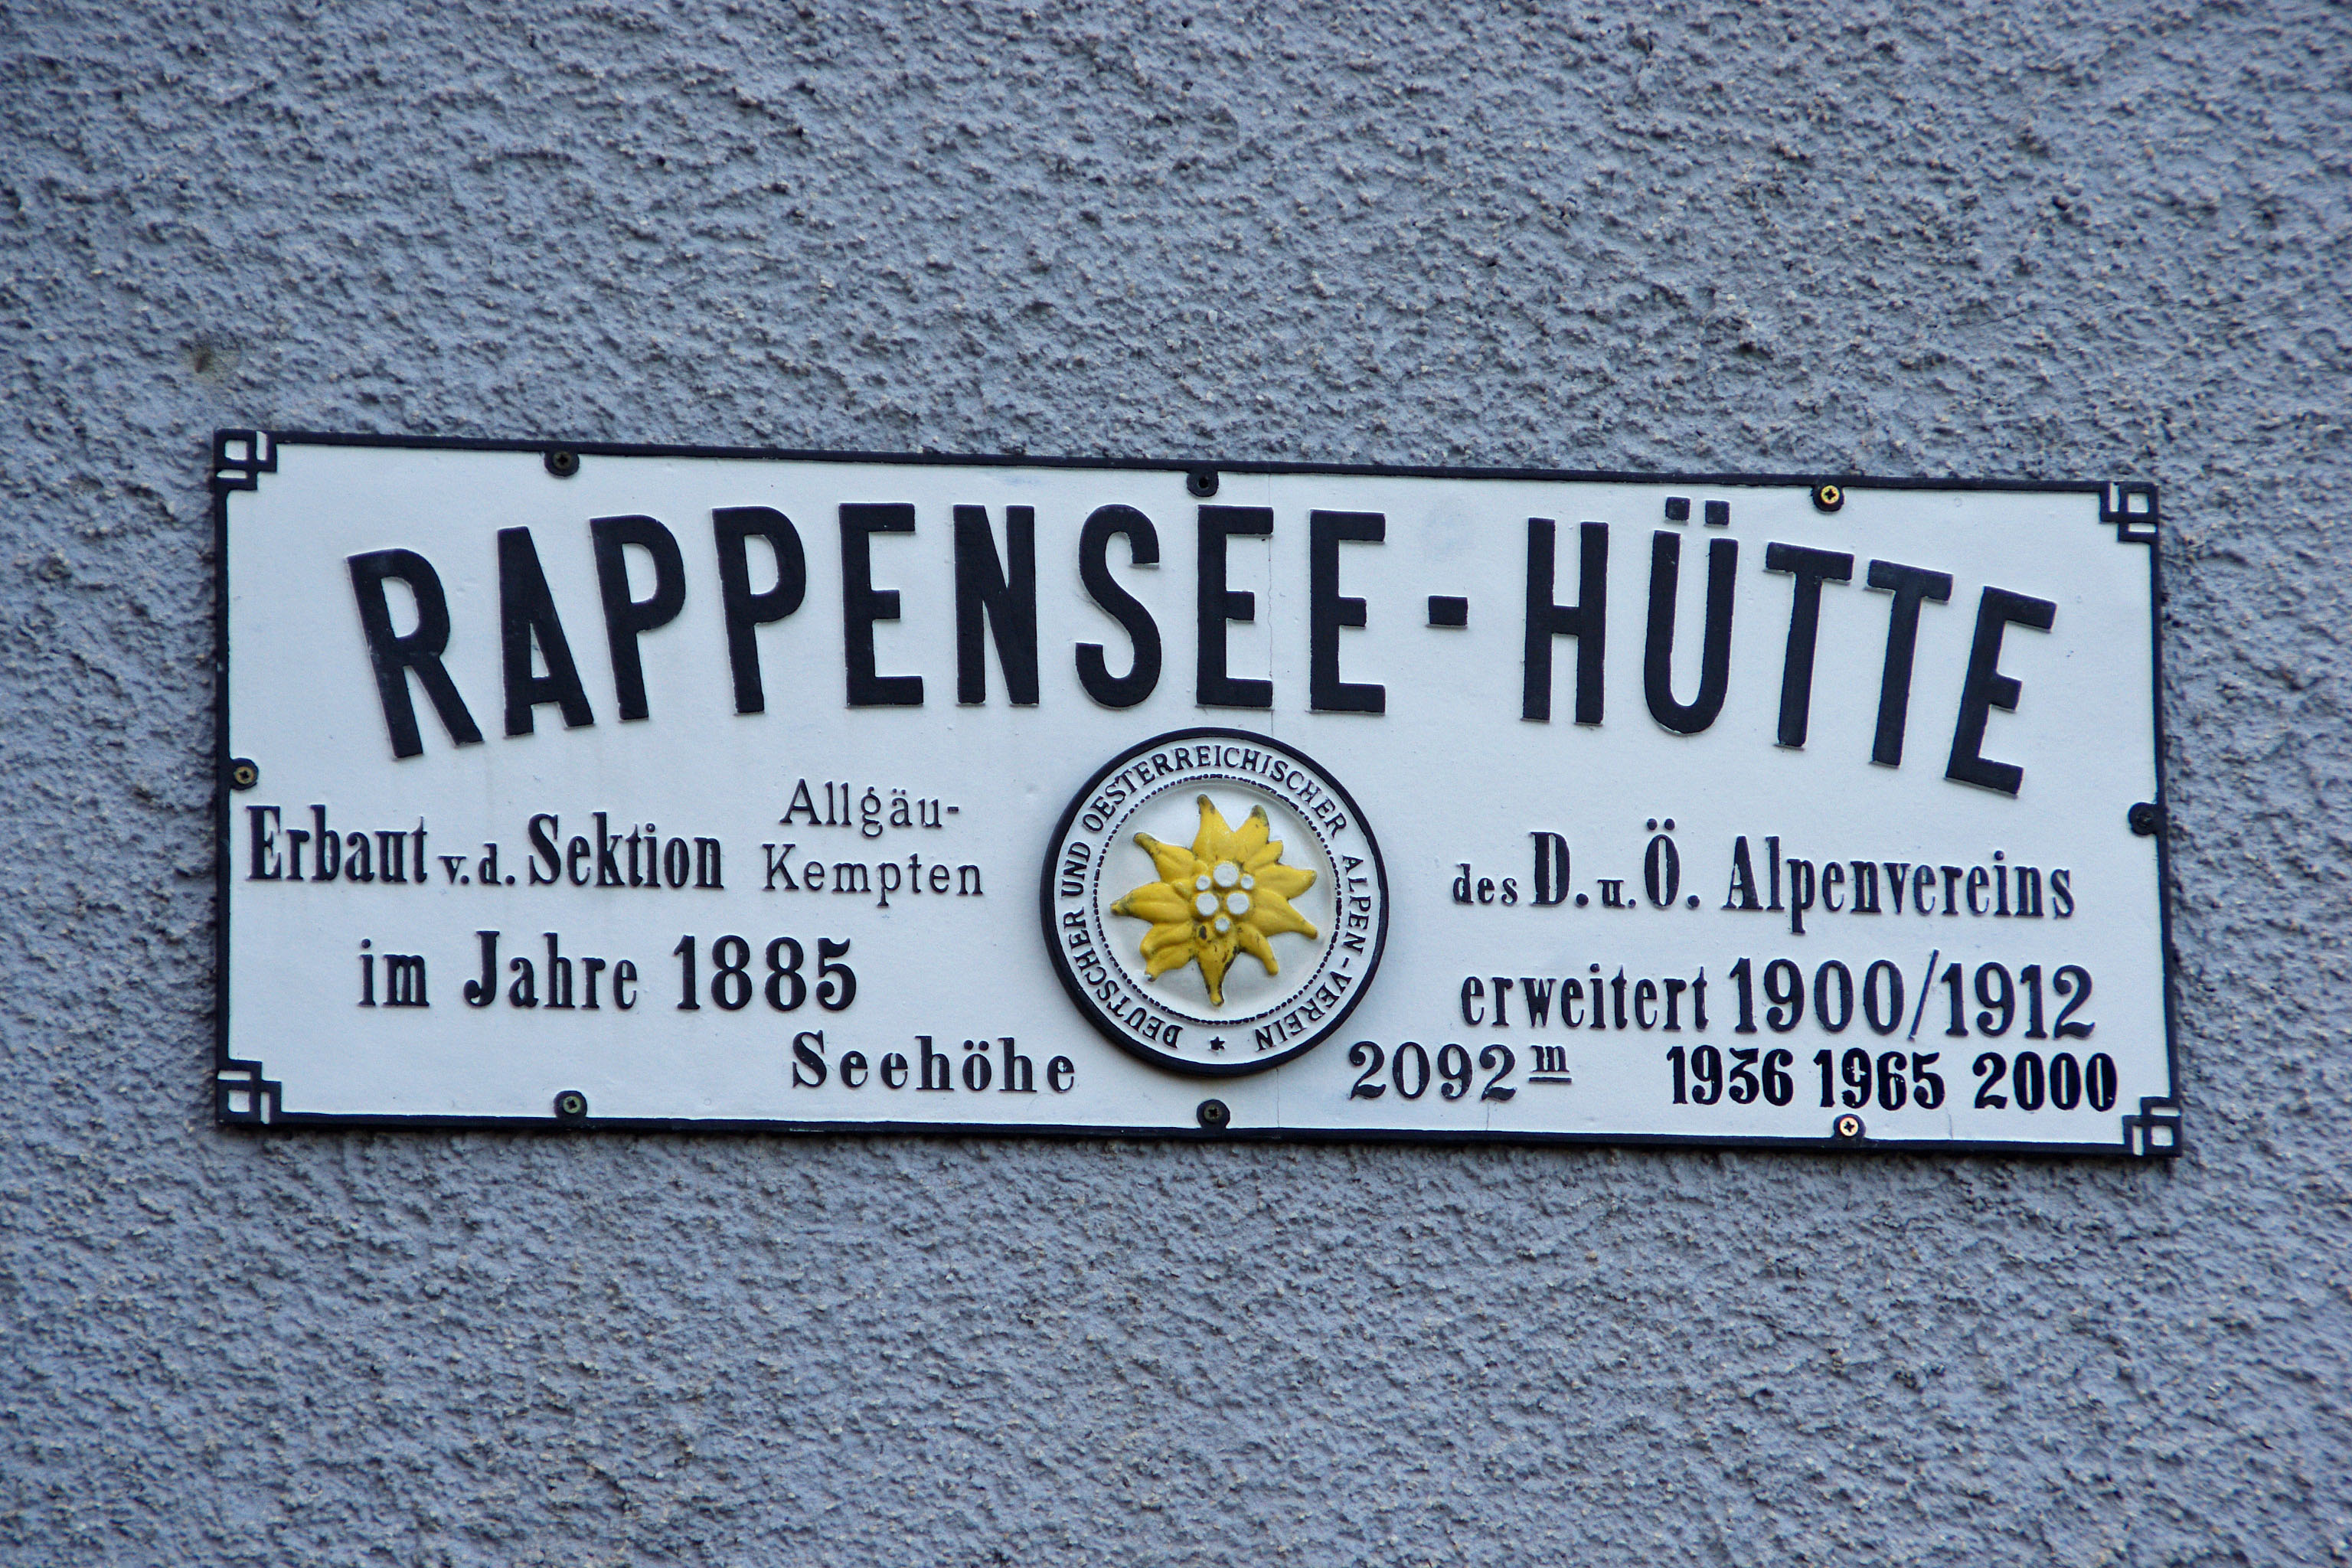 RAPPENSEE-HÜTTE
Erbaut v. d. Sektion Allgäu-
Kempten
im Jahre 1885
DEUTSCHER UND OESTERREICHISCHER ALPEN-VEREIN
des D. u. Ö. Alpenvereins
erweitert 1900/1912
1936 1965 2000
Seehöhe 2092 m